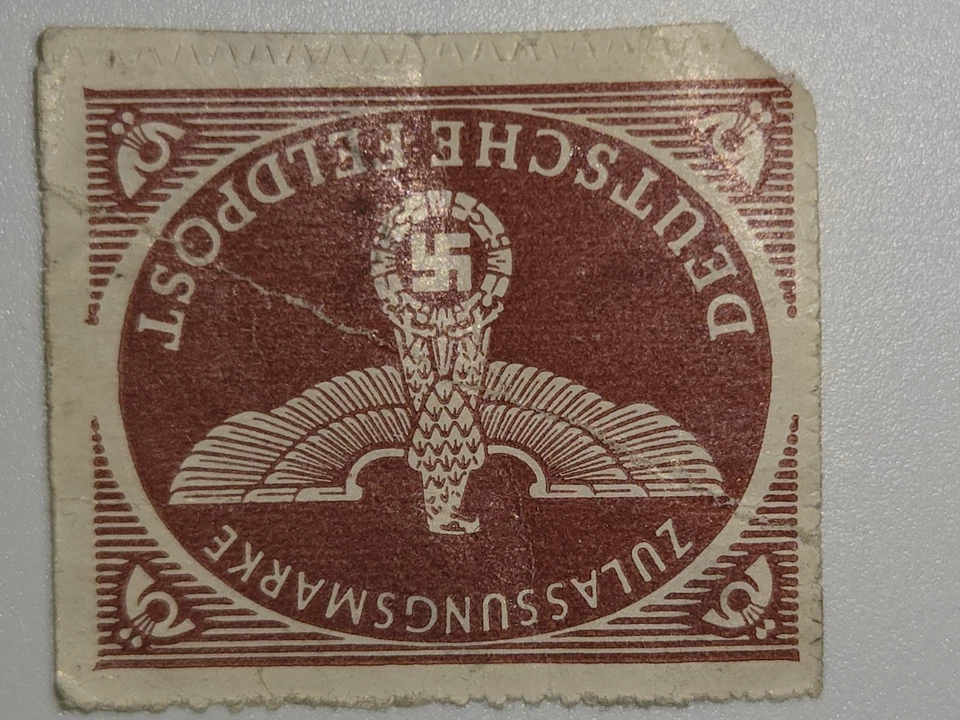 ZULASSUNGSMARKE
DEUTSCHE FELDPOST